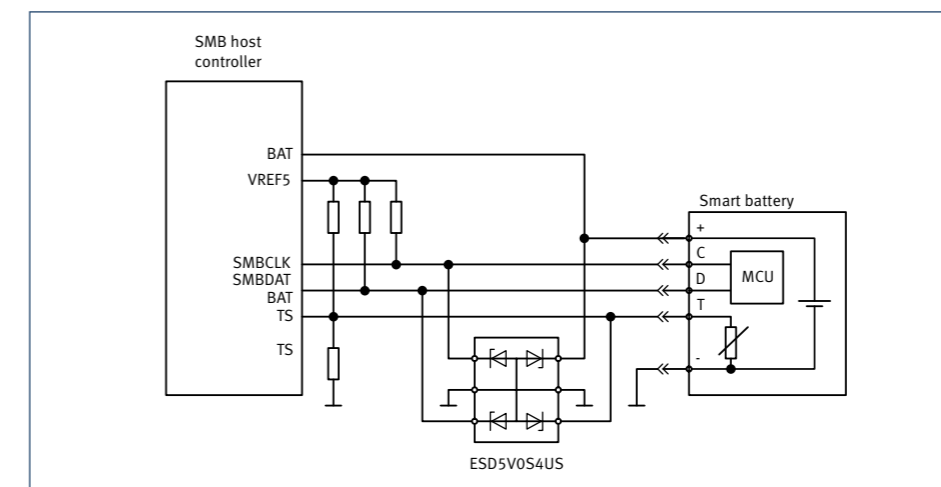 SMB host
controller
BAT
VREF5
SMBCLK
SMBDAT
BAT
TS
TS
Smart battery
+
C
D
T
-
MCU
ESD5V0S4US